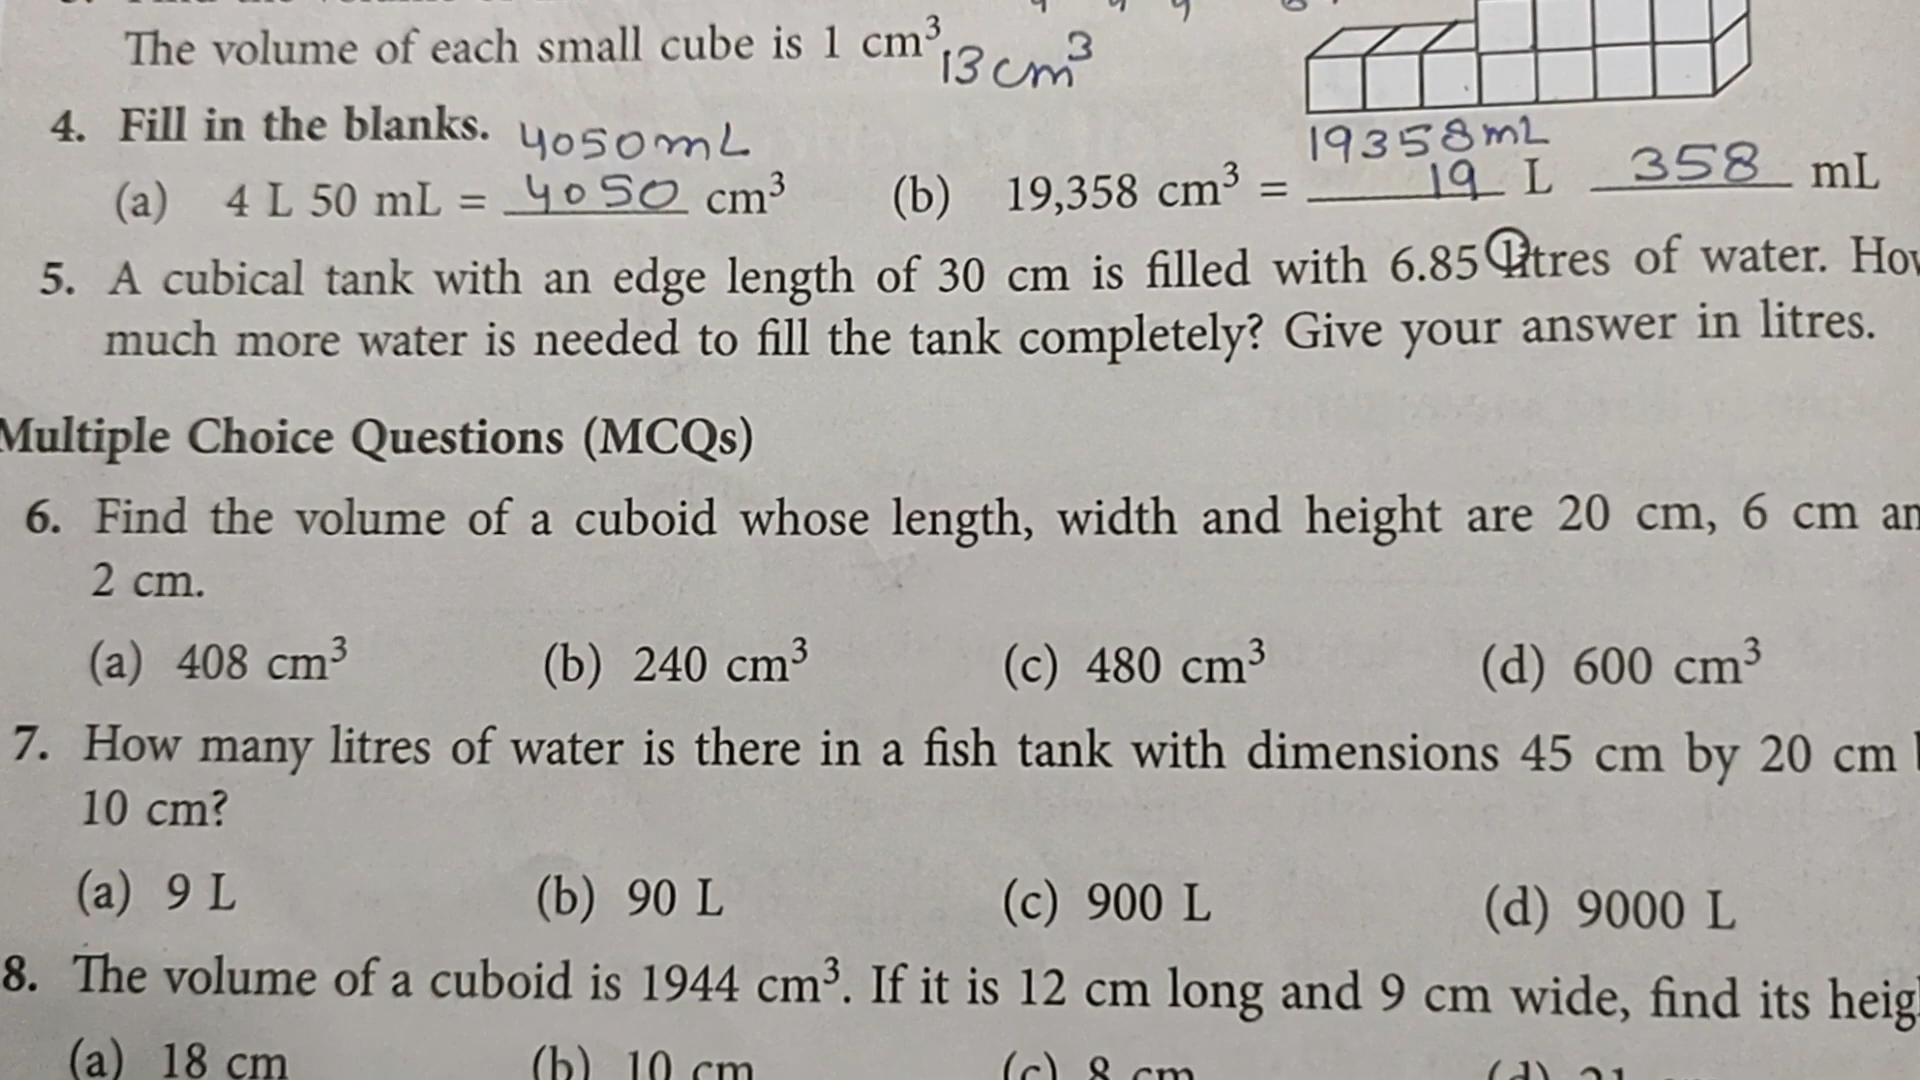 The volume of each small cube is 1 cm³. 13 cm³
4. Fill in the blanks. 4050mL
19358mL
(a) 4 L 50 mL = 4050 cm³ (b) 19,358 cm³ = 19 L 358 mL
5. A cubical tank with an edge length of 30 cm is filled with 6.85 litres of water.
much more water is needed to fill the tank completely? Give your answer in litres.
Multiple Choice Questions (MCQs)
6. Find the volume of a cuboid whose length, width and height are 20 cm, 6 cm
2 cm.
(a) 408 cm³ (b) 240 cm³ (c) 480 cm³ (d) 600 cm³
7. How many litres of water is there in a fish tank with dimensions 45 cm by 20 cm
10 cm?
(a) 9 L (b) 90 L (c) 900 L (d) 9000 L
8. The volume of a cuboid is 1944 cm³. If it is 12 cm long and 9 cm wide, find its
(a) 18 cm (b) 10 cm (c) 8 cm (d)